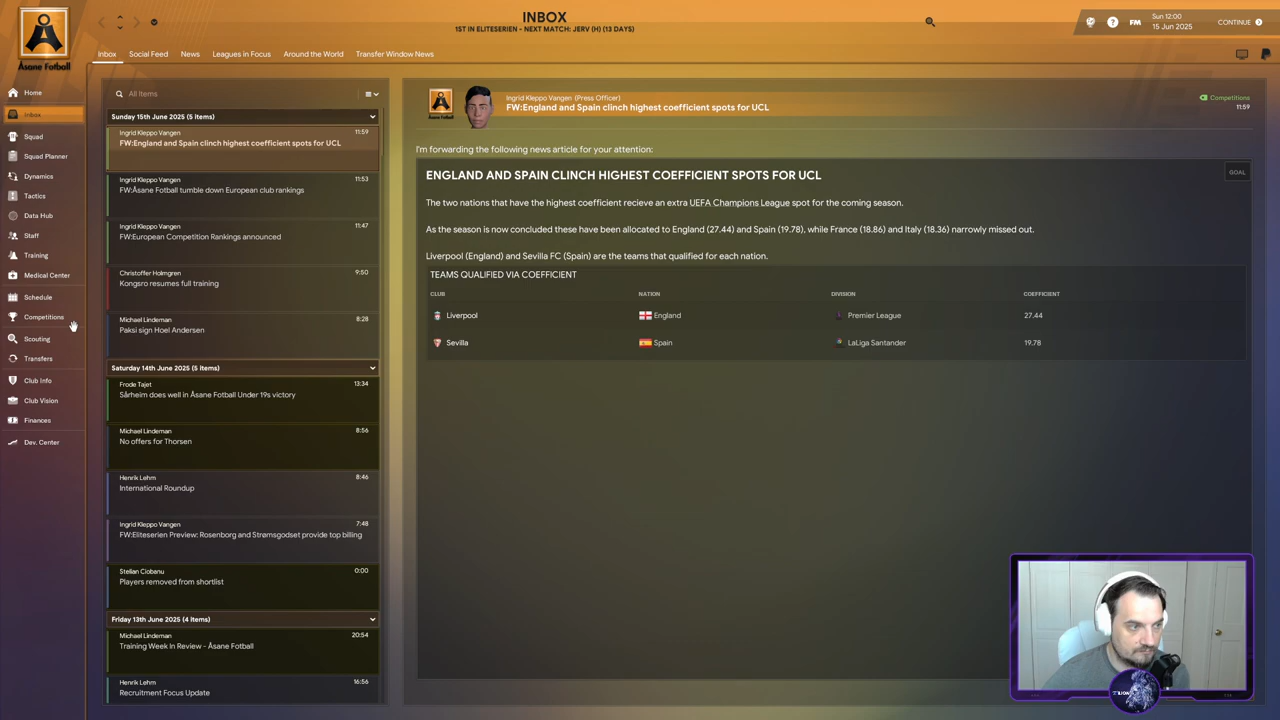 INBOX
1ST IN ELITESERIEN - NEXT MATCH: JERV (H) (13 DAYS)
FM
Sun 12:00
15 Jun 2025
CONTINUE
Åsane Fotball
Inbox
Social Feed
News
Leagues in Focus
Around the World
Transfer Window News
Home
Inbox
Squad
Squad Planner
Dynamics
Tactics
Data Hub
Staff
Training
Medical Center
Schedule
Competitions
Scouting
Transfers
Club Info
Club Vision
Finances
Dev. Center
All Items
Sunday 15th June 2025 (5 items)
Ingrid Kleppo Vangen 11:59
FW:England and Spain clinch highest coefficient spots for UCL
Ingrid Kleppo Vangen 11:53
FW:Åsane Fotball tumble down European club rankings
Ingrid Kleppo Vangen 11:47
FW:European Competition Rankings announced
Christoffer Holmgren 9:50
Kongsro resumes full training
Michael Lindeman 8:28
Paksi sign Hoel Andersen
Saturday 14th June 2025 (5 items)
Frode Tajet 13:34
Sårheim does well in Åsane Fotball Under 19s victory
Michael Lindeman 8:56
No offers for Thorsen
Henrik Lehm 8:46
International Roundup
Ingrid Kleppo Vangen 7:48
FW:Eliteserien Preview: Rosenborg and Strømsgodset provide top billing
Stelian Ciobanu 0:00
Players removed from shortlist
Friday 13th June 2025 (4 items)
Michael Lindeman 20:54
Training Week In Review - Åsane Fotball
Henrik Lehm 16:56
Recruitment Focus Update
Ingrid Kleppo Vangen (Press Officer)
FW:England and Spain clinch highest coefficient spots for UCL
Competitions
11:59
I'm forwarding the following news article for your attention:
ENGLAND AND SPAIN CLINCH HIGHEST COEFFICIENT SPOTS FOR UCL
GOAL
The two nations that have the highest coefficient recieve an extra UEFA Champions League spot for the coming season.
As the season is now concluded these have been allocated to England (27.44) and Spain (19.78), while France (18.86) and Italy (18.36) narrowly missed out.
Liverpool (England) and Sevilla FC (Spain) are the teams that qualified for each nation.
TEAMS QUALIFIED VIA COEFFICIENT
CLUB NATION DIVISION COEFFICIENT
Liverpool England Premier League 27.44
Sevilla Spain LaLiga Santander 19.78